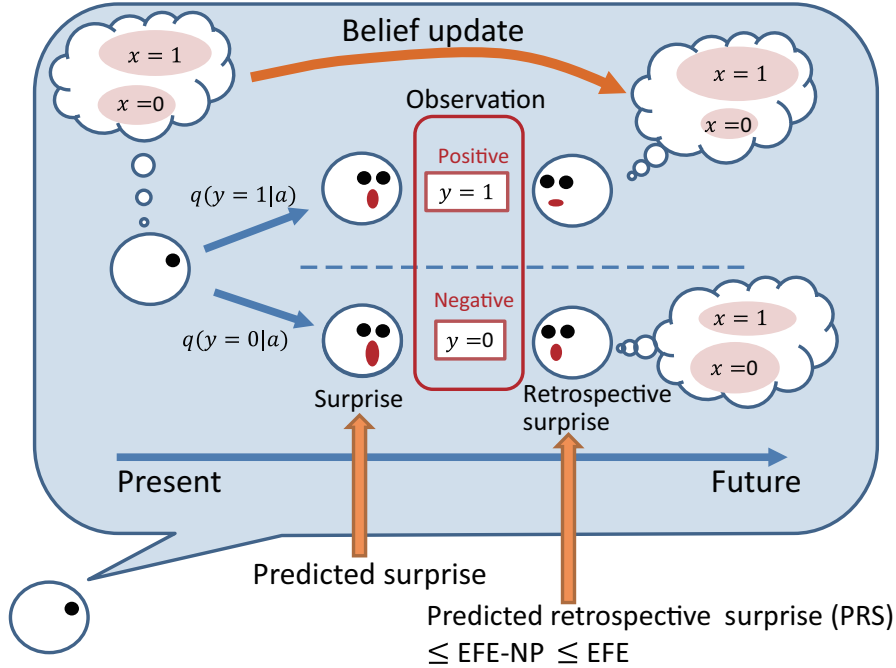 Belief update
x = 1
x =0
x = 1
x =0
Observation
Positive
y = 1
q(y = 1|a)
Negative
y =0
q(y = 0|a)
x = 1
x =0
Surprise
Retrospective
surprise
Present
Future
Predicted surprise
Predicted retrospective surprise (PRS)
≤ EFE-NP ≤ EFE